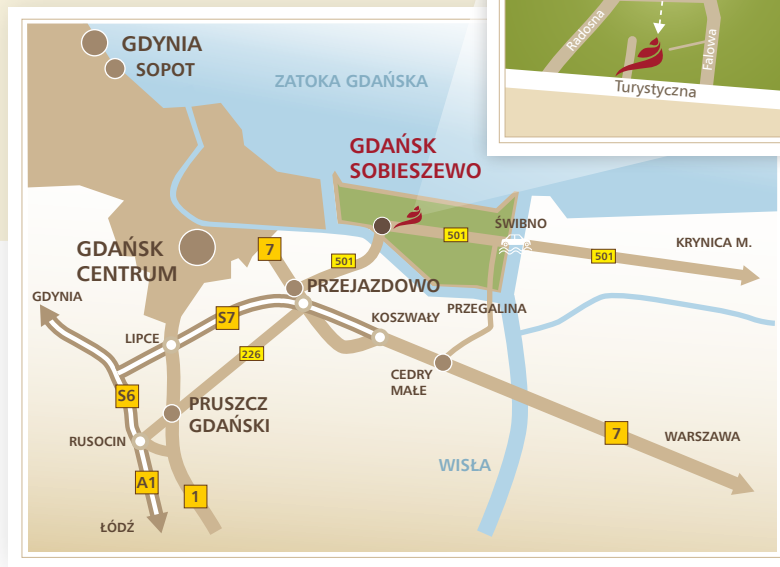 GDYNIA
SOPOT
ZATOKA GDAŃSKA
Radosna
Falowa
Turystyczna
GDAŃSK
SOBIESZEWO
ŚWIBNO
501
501
501
KRYNICA M.
GDAŃSK
CENTRUM
7
PRZEJAZDOWO
GDYNIA
S7
KOSZWAŁY
PRZEGALINA
LIPCE
226
CEDRY
MAŁE
S6
PRUSZCZ
GDAŃSKI
RUSOCIN
7
WARSZAWA
WISŁA
A1
1
ŁÓDŹ